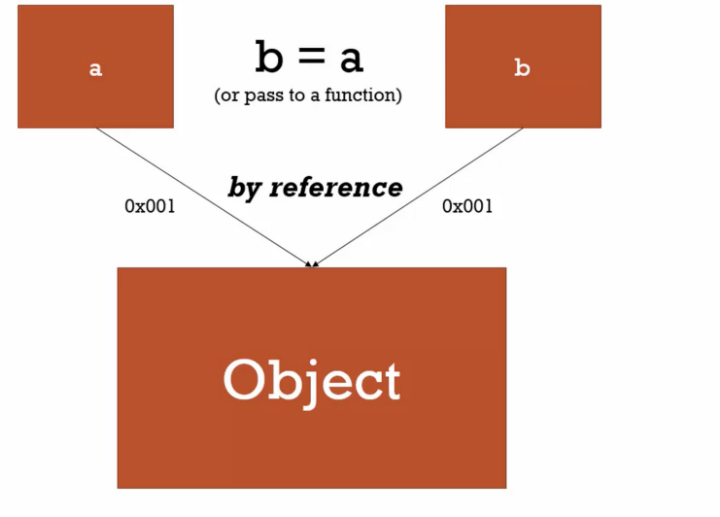 a
b = a
(or pass to a function)
b
by reference
0x001
0x001
Object